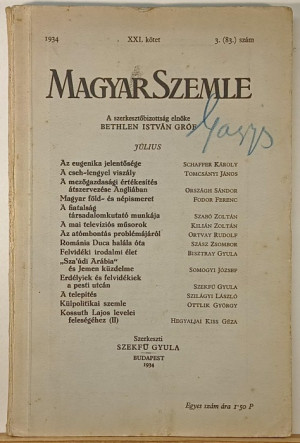 1934
XXI. kötet
3. (83.) szám
MAGYAR SZEMLE
A szerkesztőbizottság elnöke
BETHLEN ISTVÁN GRÓF
JÚLIUS
Az eugenika jelentősége SCHAFFER KÁROLY
A cseh-lengyel viszály TOMCSÁNYI JÁNOS
A mezőgazdasági értékesítés
átszervezése Angliában ORSZÁGH SÁNDOR
Magyar föld- és népismeret FODOR FERENC
A fiatalság
társadalomkutató munkája SZABÓ ZOLTÁN
A mai televíziós műsorok KILIÁN ZOLTÁN
Az atómbontás problémájáról ORTVAY RUDOLF
Románia Duca halála óta SZÁSZ ZSOMBOR
Felvidéki irodalmi élet BISZTRAY GYULA
„Sza'údi Arábia"
és Jemen küzdelme SOMOGYI JÓZSEF
Erdélyiek és felvidékiek
a pesti utcán SZEKFŰ GYULA
A telepítés SZILÁGYI LÁSZLÓ
Külpolitikai szemle OTTLIK GYÖRGY
Kossuth Lajos levelei
feleségéhez (II) HEGYALJAI KISS GÉZA
Szerkeszti
SZEKFŰ GYULA
BUDAPEST
1934
Egyes szám ára 1·50 P